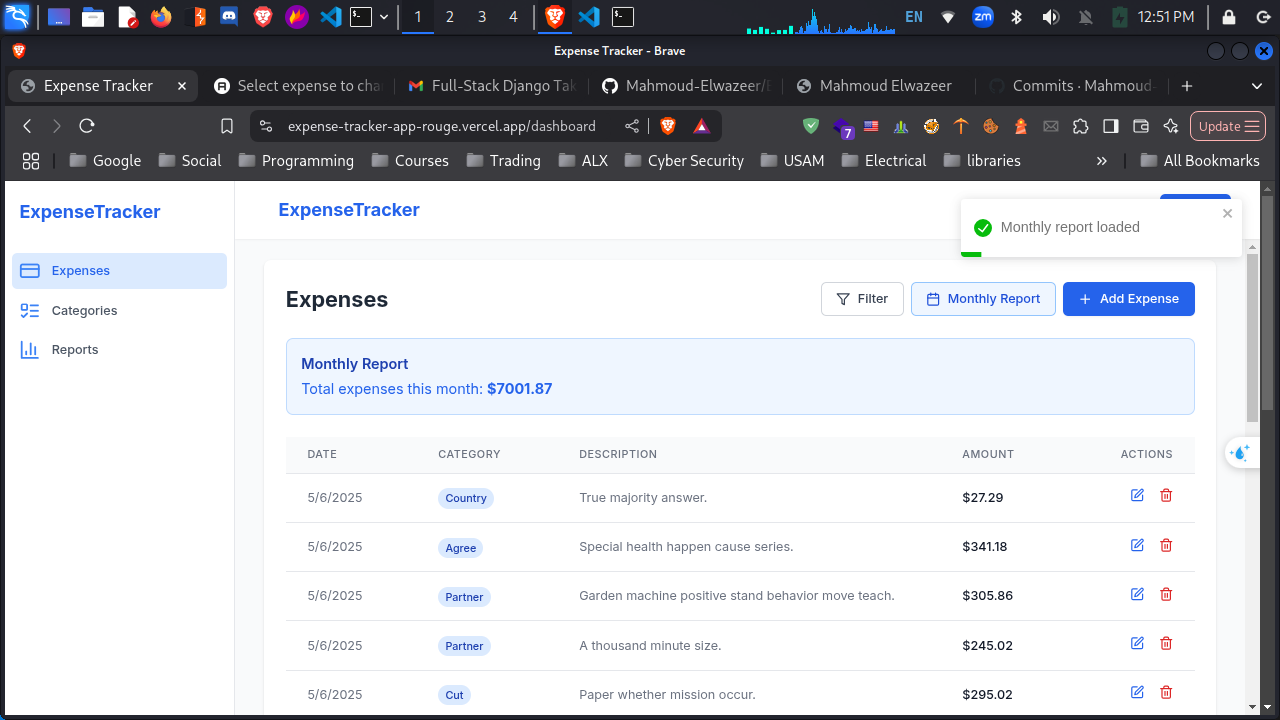 1 2 3 4 EN zm 12:51 PM
Expense Tracker - Brave
Expense Tracker Select expense to cha Full-Stack Django Tak Mahmoud-Elwazeer/E Mahmoud Elwazeer Commits · Mahmoud-
expense-tracker-app-rouge.vercel.app/dashboard 7 Update
Google Social Programming Courses Trading ALX Cyber Security USAM Electrical libraries » All Bookmarks
ExpenseTracker
Expenses
Categories
Reports
ExpenseTracker
Monthly report loaded
Expenses Filter Monthly Report + Add Expense
Monthly Report
Total expenses this month: $7001.87
DATE CATEGORY DESCRIPTION AMOUNT ACTIONS
5/6/2025 Country True majority answer. $27.29
5/6/2025 Agree Special health happen cause series. $341.18
5/6/2025 Partner Garden machine positive stand behavior move teach. $305.86
5/6/2025 Partner A thousand minute size. $245.02
5/6/2025 Cut Paper whether mission occur. $295.02